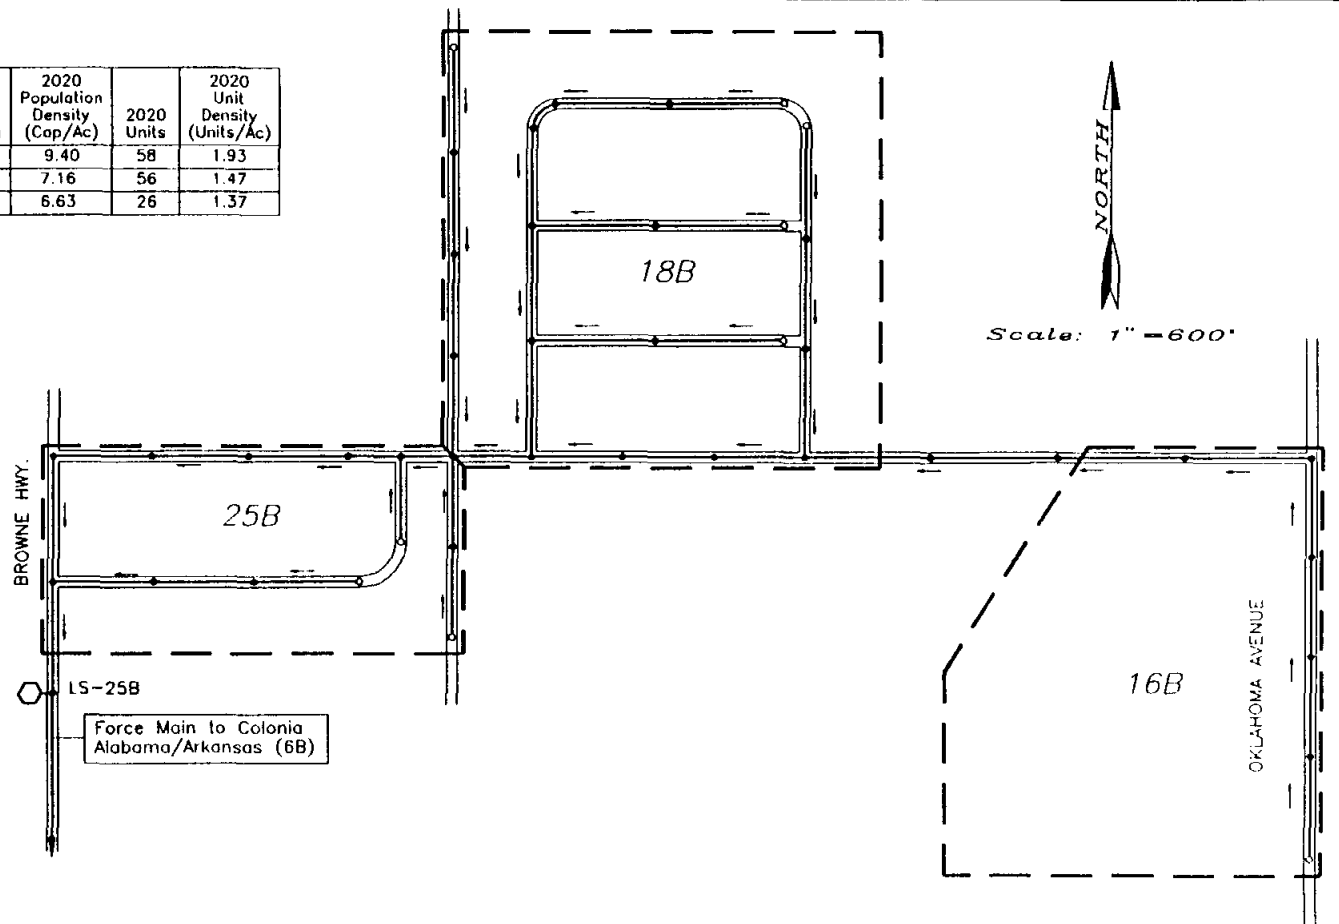 2020 Population Density (Cap/Ac) 2020 Units 2020 Unit Density (Units/Ac)
9.40 58 1.93
7.16 56 1.47
6.63 26 1.37
NORTH
Scale: 1"=600'
18B
25B
16B
BROWNE HWY.
OKLAHOMA AVENUE
LS-25B
Force Main to Colonia
Alabama/Arkansas (6B)